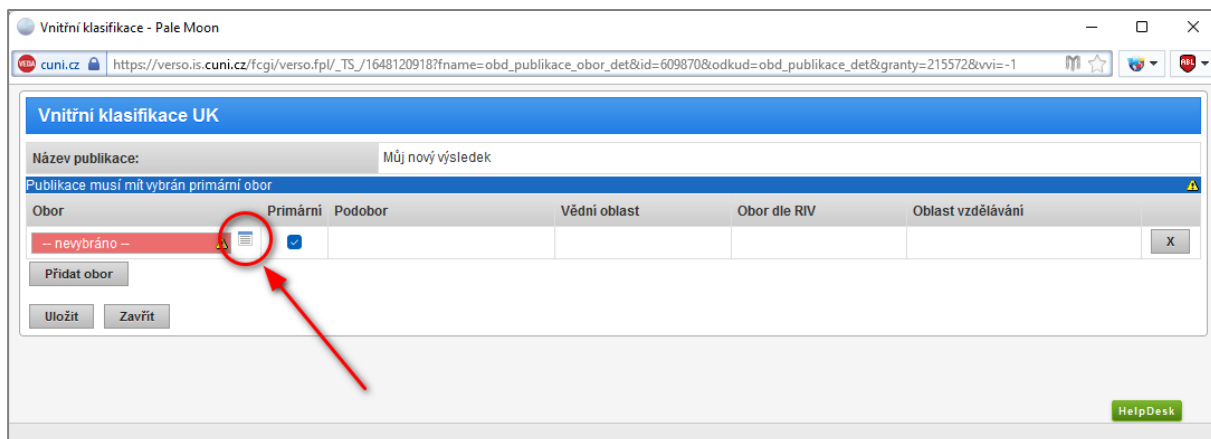 Vnitřní klasifikace - Pale Moon
VEDA cuni.cz https://verso.is.cuni.cz/fcgi/verso.fpl/_TS_/1648120918?fname=obd_publikace_obor_det&id=609870&odkud=obd_publikace_det&granty=215572&vvi=-1 ABL
Vnitřní klasifikace UK
Název publikace: Můj nový výsledek
Publikace musí mít vybrán primární obor
Obor Primární Podobor Vědní oblast Obor dle RIV Oblast vzdělávání
-- nevybráno -- X
Přidat obor
Uložit Zavřít
HelpDesk